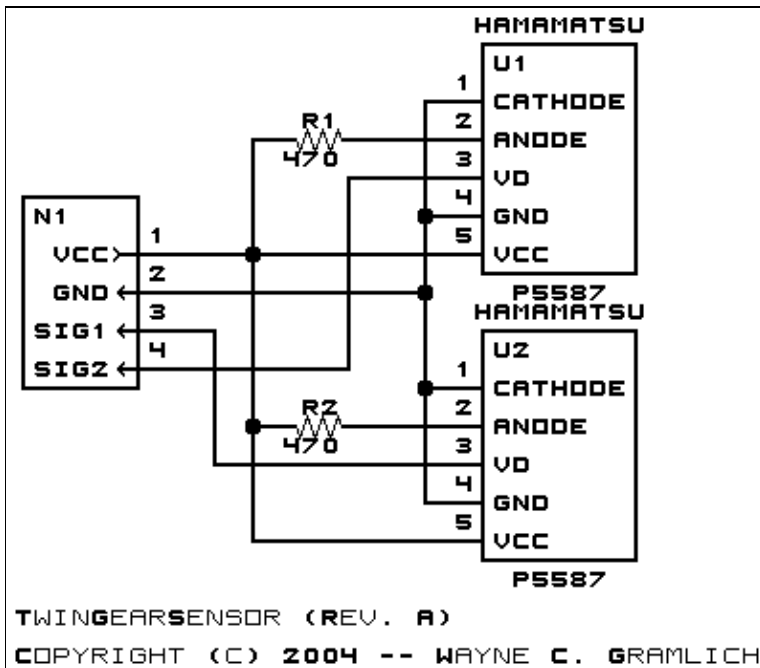 HAMAMATSU
U1
1
CATHODE
R1
2
ANODE
470
3
VO
4
GND
N1
1
5
VCC>
VCC
2
GND
P5587
HAMAMATSU
3
SIG1
U2
4
SIG2
1
CATHODE
R2
2
ANODE
470
3
VO
4
GND
5
VCC
P5587
TWINGEARSENSOR (REV. A)
COPYRIGHT (C) 2004 -- WAYNE C. GRAMLICH